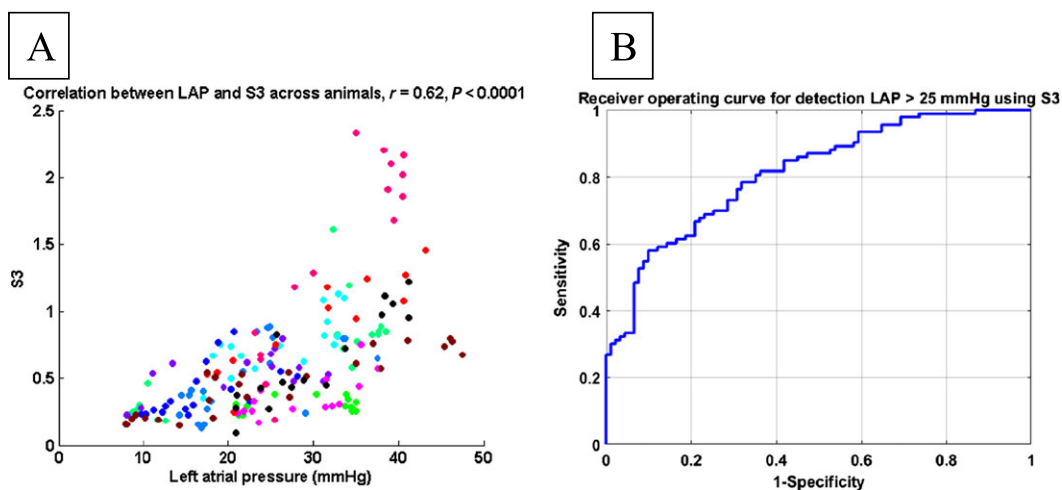 A
B
Correlation between LAP and S3 across animals, r = 0.62, P < 0.0001
2.5
2
1.5
1
0.5
0
S3
0 10 20 30 40 50
Left atrial pressure (mmHg)
Receiver operating curve for detection LAP > 25 mmHg using S3
1
0.8
0.6
0.4
0.2
0
Sensitivity
0 0.2 0.4 0.6 0.8 1
1-Specificity